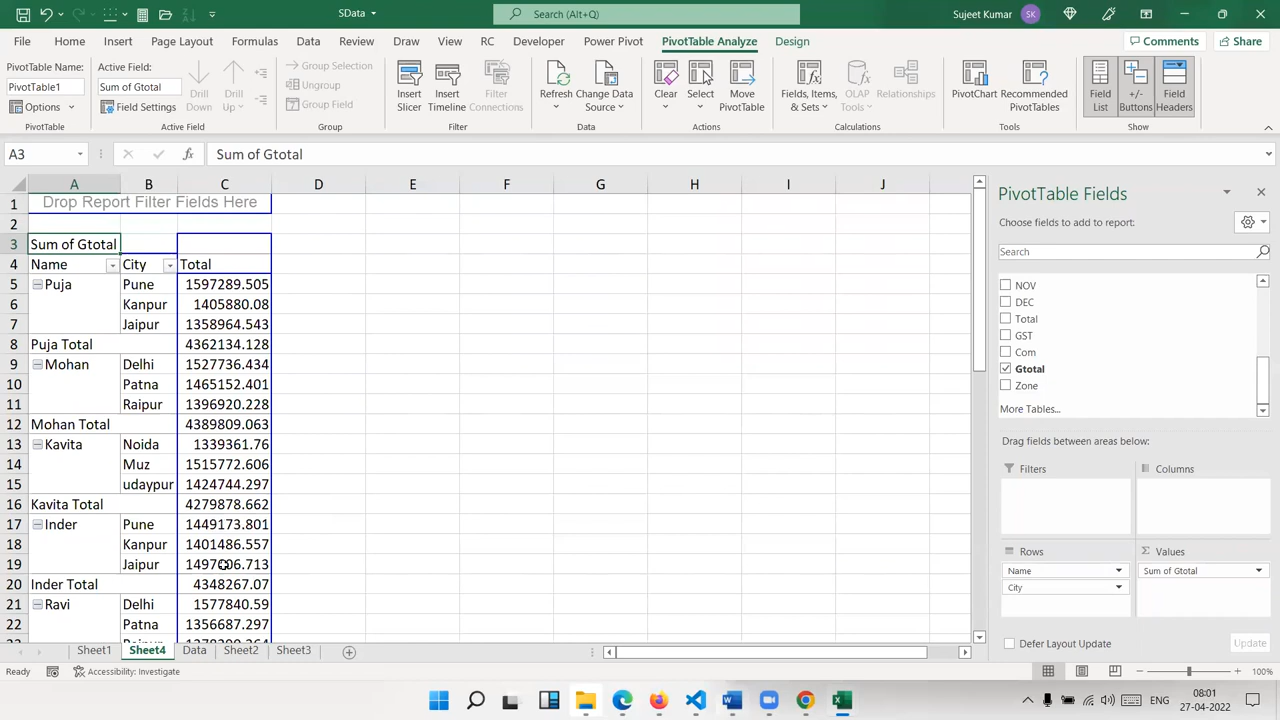 SData
Search (Alt+Q)
Sujeet Kumar
SK
File Home Insert Page Layout Formulas Data Review Draw View RC Developer Power Pivot PivotTable Analyze Design
Comments
Share
PivotTable Name:
PivotTable1
Options
PivotTable
Active Field:
Sum of Gtotal
Field Settings
Drill Down
Drill Up
Active Field
Group Selection
Ungroup
Group Field
Group
Insert Slicer
Insert Timeline
Filter Connections
Filter
Refresh
Change Data Source
Data
Clear
Select
Move PivotTable
Actions
Fields, Items, & Sets
OLAP Tools
Relationships
Calculations
PivotChart
Recommended PivotTables
Tools
Field List
+/- Buttons
Field Headers
Show
A3
fx
Sum of Gtotal
A B C D E F G H I J
1 Drop Report Filter Fields Here
2
3 Sum of Gtotal
4 Name City Total
5 Puja Pune 1597289.505
6 Kanpur 1405880.08
7 Jaipur 1358964.543
8 Puja Total 4362134.128
9 Mohan Delhi 1527736.434
10 Patna 1465152.401
11 Raipur 1396920.228
12 Mohan Total 4389809.063
13 Kavita Noida 1339361.76
14 Muz 1515772.606
15 udaypur 1424744.297
16 Kavita Total 4279878.662
17 Inder Pune 1449173.801
18 Kanpur 1401486.557
19 Jaipur 1497606.713
20 Inder Total 4348267.07
21 Ravi Delhi 1577840.59
22 Patna 1356687.297
PivotTable Fields
Choose fields to add to report:
Search
NOV
DEC
Total
GST
Com
Gtotal
Zone
More Tables...
Drag fields between areas below:
Filters
Columns
Rows
Name
City
Values
Sum of Gtotal
Defer Layout Update
Update
Sheet1 Sheet4 Data Sheet2 Sheet3
Ready
Accessibility: Investigate
100%
ENG
08:01
27-04-2022